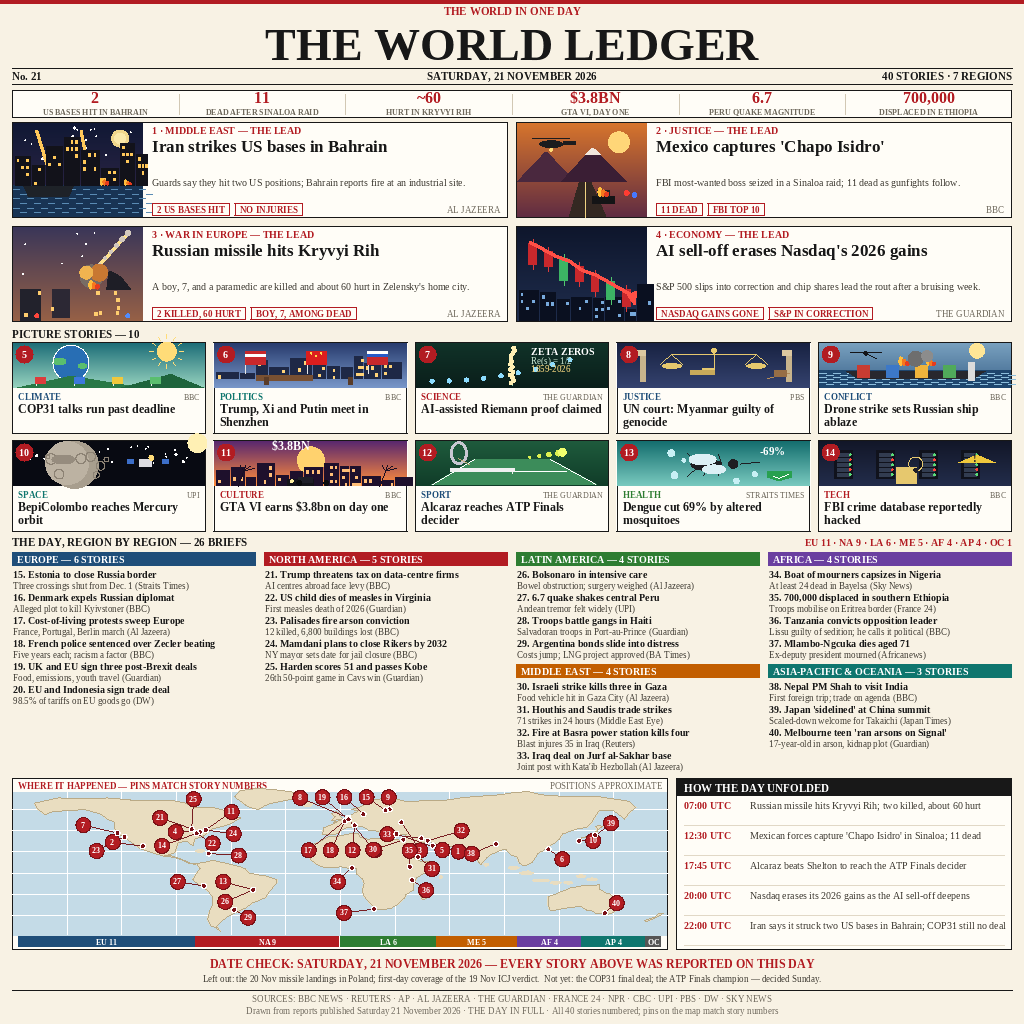 THE WORLD IN ONE DAY
THE WORLD LEDGER
No. 21
SATURDAY, 21 NOVEMBER 2026
40 STORIES · 7 REGIONS
2
US BASES HIT IN BAHRAIN
11
DEAD AFTER SINALOA RAID
~60
HURT IN KRYVYI RIH
$3.8BN
GTA VI, DAY ONE
6.7
PERU QUAKE MAGNITUDE
700,000
DISPLACED IN ETHIOPIA
1 · MIDDLE EAST — THE LEAD
Iran strikes US bases in Bahrain
Guards say they hit two US positions; Bahrain reports fire at an industrial site.
2 US BASES HIT
NO INJURIES
AL JAZEERA
2 · JUSTICE — THE LEAD
Mexico captures 'Chapo Isidro'
FBI most-wanted boss seized in a Sinaloa raid; 11 dead as gunfights follow.
11 DEAD
FBI TOP 10
BBC
3 · WAR IN EUROPE — THE LEAD
Russian missile hits Kryvyi Rih
A boy, 7, and a paramedic are killed and about 60 hurt in Zelensky's home city.
2 KILLED, 60 HURT
BOY, 7, AMONG DEAD
AL JAZEERA
4 · ECONOMY — THE LEAD
AI sell-off erases Nasdaq's 2026 gains
S&P 500 slips into correction and chip shares lead the rout after a bruising week.
NASDAQ GAINS GONE
S&P IN CORRECTION
THE GUARDIAN
PICTURE STORIES — 10
5
CLIMATE
BBC
COP31 talks run past deadline
6
POLITICS
BBC
Trump, Xi and Putin meet in
Shenzhen
7
ZETA ZEROS
Re(s) = 1/2
1859-2026
SCIENCE
THE GUARDIAN
AI-assisted Riemann proof claimed
8
JUSTICE
PBS
UN court: Myanmar guilty of
genocide
9
CONFLICT
BBC
Drone strike sets Russian ship
ablaze
10
SPACE
UPI
BepiColombo reaches Mercury
orbit
11
$3.8BN
CULTURE
BBC
GTA VI earns $3.8bn on day one
12
SPORT
THE GUARDIAN
Alcaraz reaches ATP Finals
decider
13
-69%
HEALTH
STRAITS TIMES
Dengue cut 69% by altered
mosquitoes
14
TECH
BBC
FBI crime database reportedly
hacked
THE DAY, REGION BY REGION — 26 BRIEFS
EU 11 · NA 9 · LA 6 · ME 5 · AF 4 · AP 4 · OC 1
EUROPE — 6 STORIES
15. Estonia to close Russia border
Three crossings shut from Dec. 1 (Straits Times)
16. Denmark expels Russian diplomat
Alleged plot to kill Kyivstoner (BBC)
17. Cost-of-living protests sweep Europe
France, Portugal, Berlin march (Al Jazeera)
18. French police sentenced over Zecler beating
Five years each; racism a factor (BBC)
19. UK and EU sign three post-Brexit deals
Food, emissions, youth travel (Guardian)
20. EU and Indonesia sign trade deal
98.5% of tariffs on EU goods go (DW)
NORTH AMERICA — 5 STORIES
21. Trump threatens tax on data-centre firms
AI centres abroad face levy (BBC)
22. US child dies of measles in Virginia
First measles death of 2026 (Guardian)
23. Palisades fire arson conviction
12 killed, 6,800 buildings lost (BBC)
24. Mamdani plans to close Rikers by 2032
NY mayor sets date for jail closure (BBC)
25. Harden scores 51 and passes Kobe
26th 50-point game in Cavs win (Guardian)
LATIN AMERICA — 4 STORIES
26. Bolsonaro in intensive care
Bowel obstruction; surgery weighed (Al Jazeera)
27. 6.7 quake shakes central Peru
Andean tremor felt widely (UPI)
28. Troops battle gangs in Haiti
Salvadoran troops in Port-au-Prince (Guardian)
29. Argentina bonds slide into distress
Costs jump; LNG project approved (BA Times)
MIDDLE EAST — 4 STORIES
30. Israeli strike kills three in Gaza
Food vehicle hit in Gaza City (Al Jazeera)
31. Houthis and Saudis trade strikes
71 strikes in 24 hours (Middle East Eye)
32. Fire at Basra power station kills four
Blast injures 35 in Iraq (Reuters)
33. Iraq deal on Jurf al-Sakhar base
Joint post with Kata'ib Hezbollah (Al Jazeera)
AFRICA — 4 STORIES
34. Boat of mourners capsizes in Nigeria
At least 24 dead in Bayelsa (Sky News)
35. 700,000 displaced in southern Ethiopia
Troops mobilise on Eritrea border (France 24)
36. Tanzania convicts opposition leader
Lissu guilty of sedition; he calls it political (BBC)
37. Mlambo-Ngcuka dies aged 71
Ex-deputy president mourned (Africanews)
ASIA-PACIFIC & OCEANIA — 3 STORIES
38. Nepal PM Shah to visit India
First foreign trip; trade on agenda (BBC)
39. Japan 'sidelined' at China summit
Scaled-down welcome for Takaichi (Japan Times)
40. Melbourne teen 'ran arsons on Signal'
17-year-old in arson, kidnap plot (Guardian)
WHERE IT HAPPENED — PINS MATCH STORY NUMBERS
POSITIONS APPROXIMATE
25
8
19
16
15
9
21
11
7
4
24
33
32
39
23
2
14
22
28
17
18
12
30
35
3
5
1
38
10
6
31
27
13
34
36
26
29
37
40
EU 11
NA 9
LA 6
ME 5
AF 4
AP 4
OC
HOW THE DAY UNFOLDED
07:00 UTC
Russian missile hits Kryvyi Rih; two killed, about 60 hurt
12:30 UTC
Mexican forces capture 'Chapo Isidro' in Sinaloa; 11 dead
17:45 UTC
Alcaraz beats Shelton to reach the ATP Finals decider
20:00 UTC
Nasdaq erases its 2026 gains as the AI sell-off deepens
22:00 UTC
Iran says it struck two US bases in Bahrain; COP31 still no deal
DATE CHECK: SATURDAY, 21 NOVEMBER 2026 — EVERY STORY ABOVE WAS REPORTED ON THIS DAY
Left out: the 20 Nov missile landings in Poland; first-day coverage of the 19 Nov ICJ verdict. Not yet: the COP31 final deal; the ATP Finals champion — decided Sunday.
SOURCES: BBC NEWS · REUTERS · AP · AL JAZEERA · THE GUARDIAN · FRANCE 24 · NPR · CBC · UPI · PBS · DW · SKY NEWS
Drawn from reports published Saturday 21 November 2026 · THE DAY IN FULL · All 40 stories numbered; pins on the map match story numbers